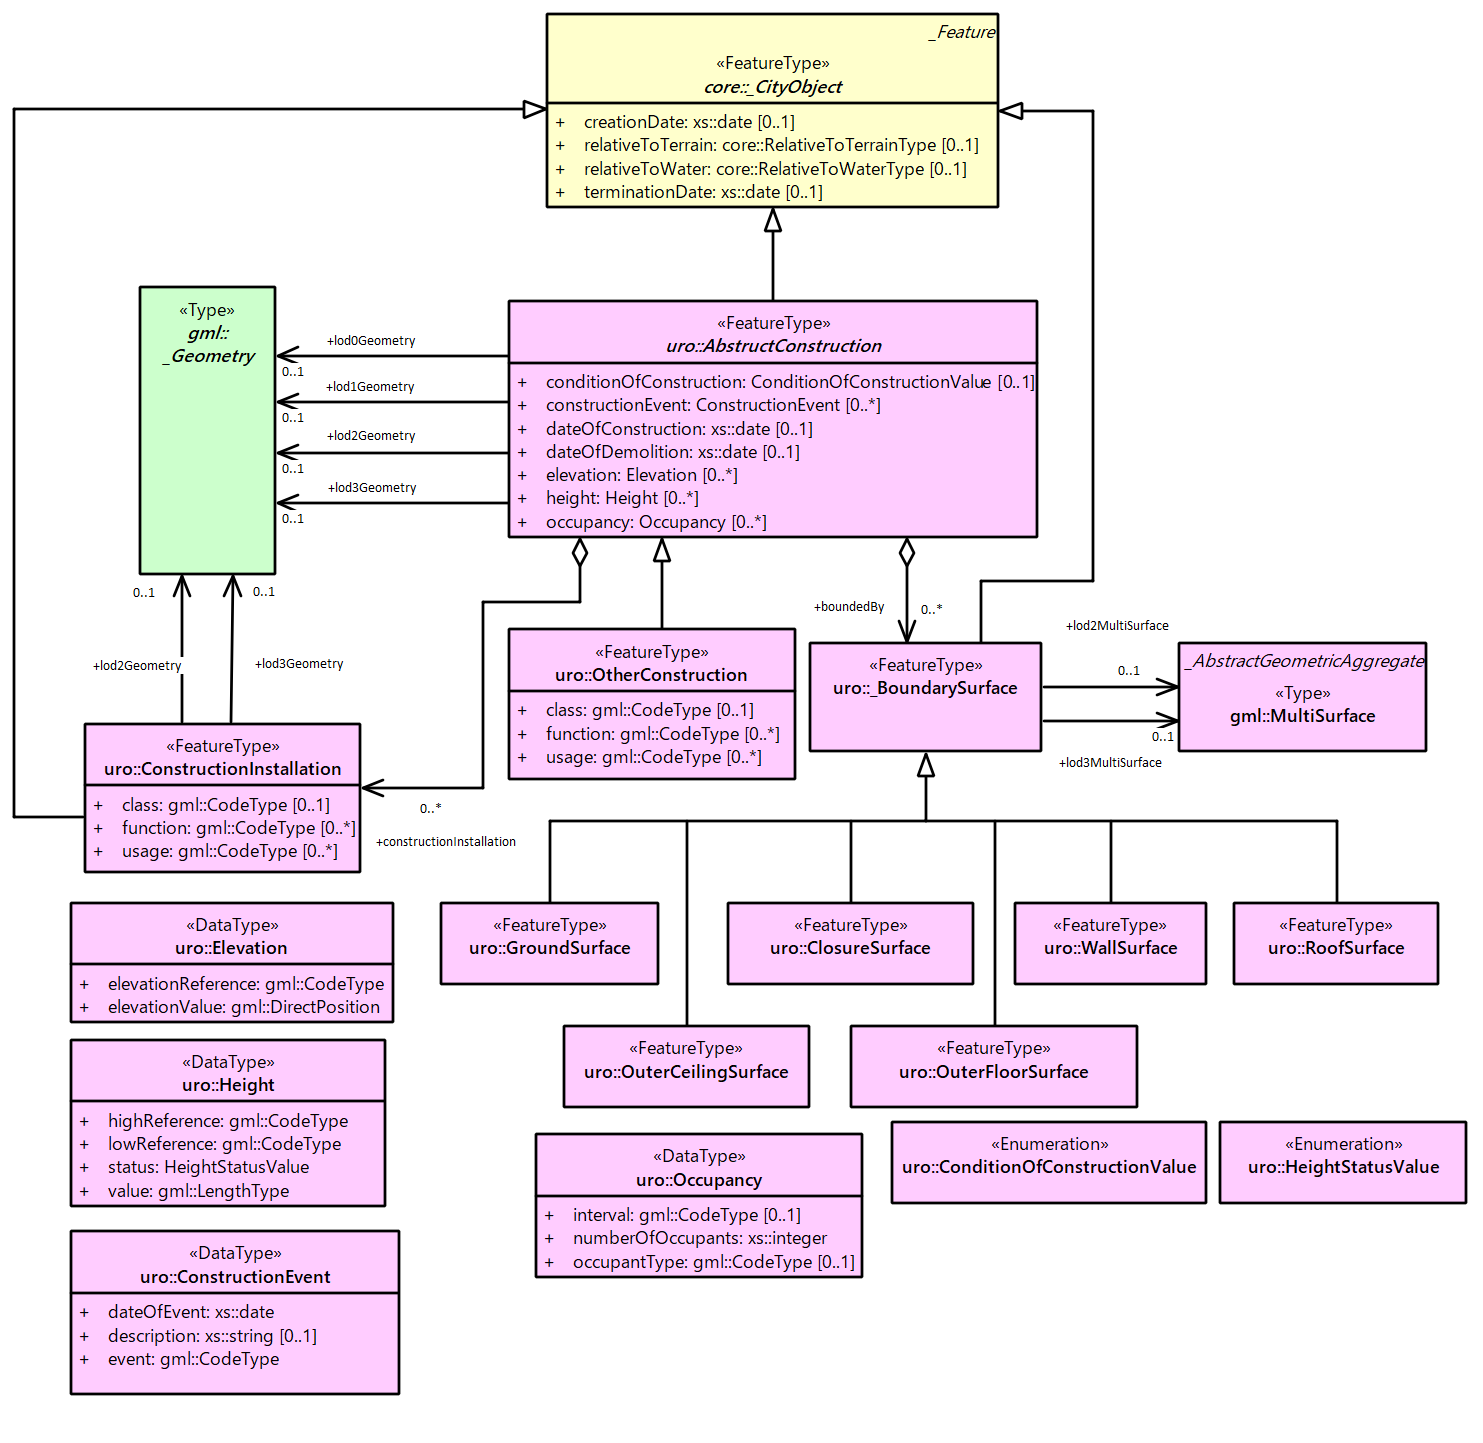 _Feature
«FeatureType»
core::_CityObject
+ creationDate: xs::date [0..1]
+ relativeToTerrain: core::RelativeToTerrainType [0..1]
+ relativeToWater: core::RelativeToWaterType [0..1]
+ terminationDate: xs::date [0..1]
«Type»
gml::
_Geometry
+lod0Geometry
0..1
+lod1Geometry
0..1
+lod2Geometry
0..1
+lod3Geometry
0..1
«FeatureType»
uro::AbstructConstruction
+ conditionOfConstruction: ConditionOfConstructionValue [0..1]
+ constructionEvent: ConstructionEvent [0..*]
+ dateOfConstruction: xs::date [0..1]
+ dateOfDemolition: xs::date [0..1]
+ elevation: Elevation [0..*]
+ height: Height [0..*]
+ occupancy: Occupancy [0..*]
0..1
0..1
+lod2Geometry
+lod3Geometry
«FeatureType»
uro::OtherConstruction
+ class: gml::CodeType [0..1]
+ function: gml::CodeType [0..*]
+ usage: gml::CodeType [0..*]
+boundedBy
0..*
«FeatureType»
uro::_BoundarySurface
+lod2MultiSurface
0..1
0..1
+lod3MultiSurface
_AbstractGeometricAggregate
«Type»
gml::MultiSurface
«FeatureType»
uro::ConstructionInstallation
+ class: gml::CodeType [0..1]
+ function: gml::CodeType [0..*]
+ usage: gml::CodeType [0..*]
0..*
+constructionInstallation
«DataType»
uro::Elevation
+ elevationReference: gml::CodeType
+ elevationValue: gml::DirectPosition
«FeatureType»
uro::GroundSurface
«FeatureType»
uro::ClosureSurface
«FeatureType»
uro::WallSurface
«FeatureType»
uro::RoofSurface
«FeatureType»
uro::OuterCeilingSurface
«FeatureType»
uro::OuterFloorSurface
«DataType»
uro::Height
+ highReference: gml::CodeType
+ lowReference: gml::CodeType
+ status: HeightStatusValue
+ value: gml::LengthType
«DataType»
uro::Occupancy
+ interval: gml::CodeType [0..1]
+ numberOfOccupants: xs::integer
+ occupantType: gml::CodeType [0..1]
«Enumeration»
uro::ConditionOfConstructionValue
«Enumeration»
uro::HeightStatusValue
«DataType»
uro::ConstructionEvent
+ dateOfEvent: xs::date
+ description: xs::string [0..1]
+ event: gml::CodeType